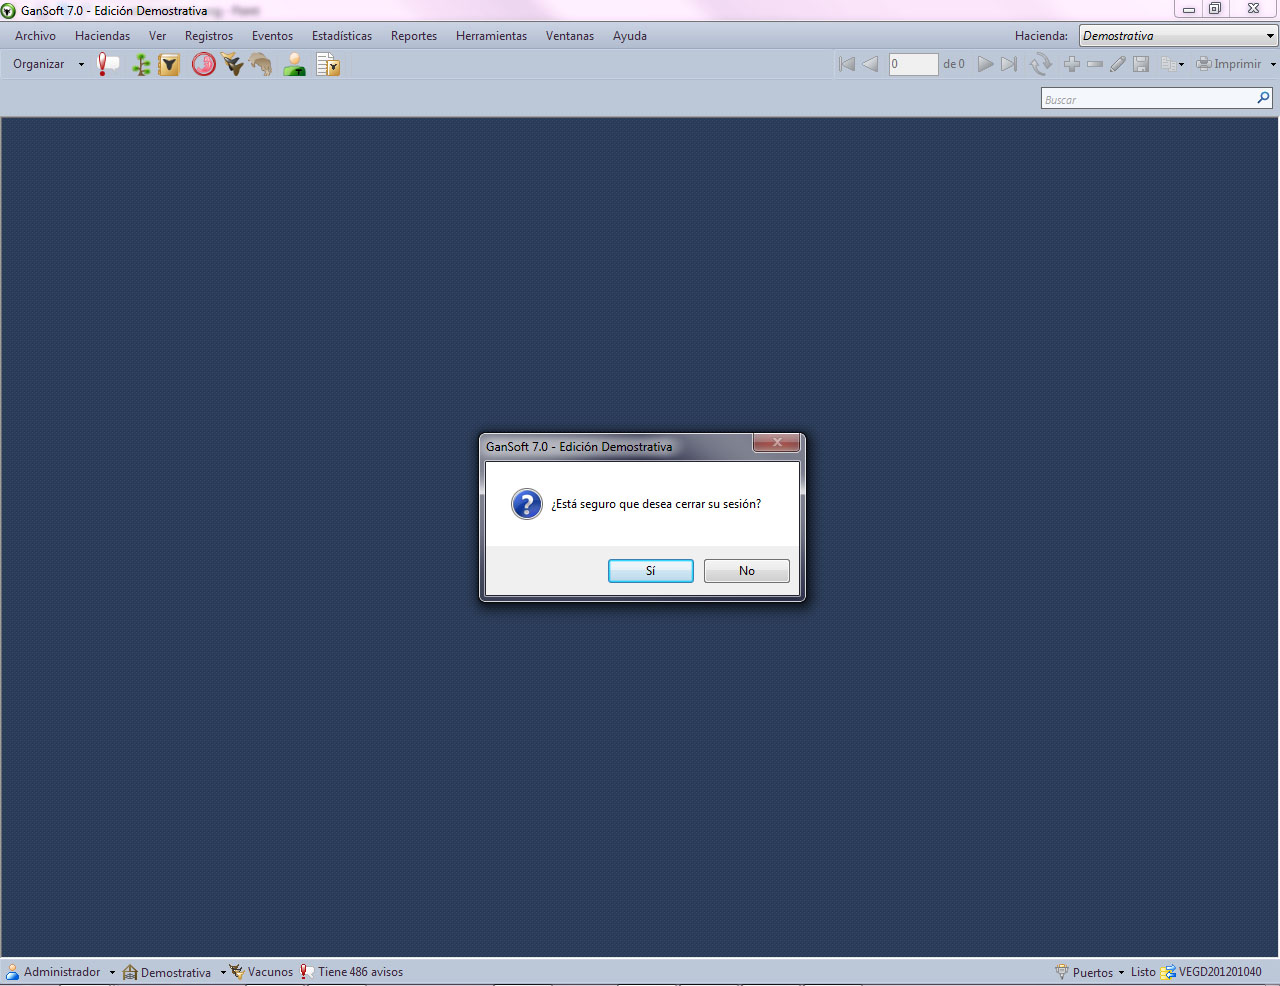 GanSoft 7.0 - Edición Demostrativa
Archivo Haciendas Ver Registros Eventos Estadísticas Reportes Herramientas Ventanas Ayuda Hacienda: Demostrativa
Organizar 0 de 0 Imprimir
Buscar
GanSoft 7.0 - Edición Demostrativa
¿Está seguro que desea cerrar su sesión?
Sí No
Administrador Demostrativa Vacunos Tiene 486 avisos Puertos Listo VEGD201201040